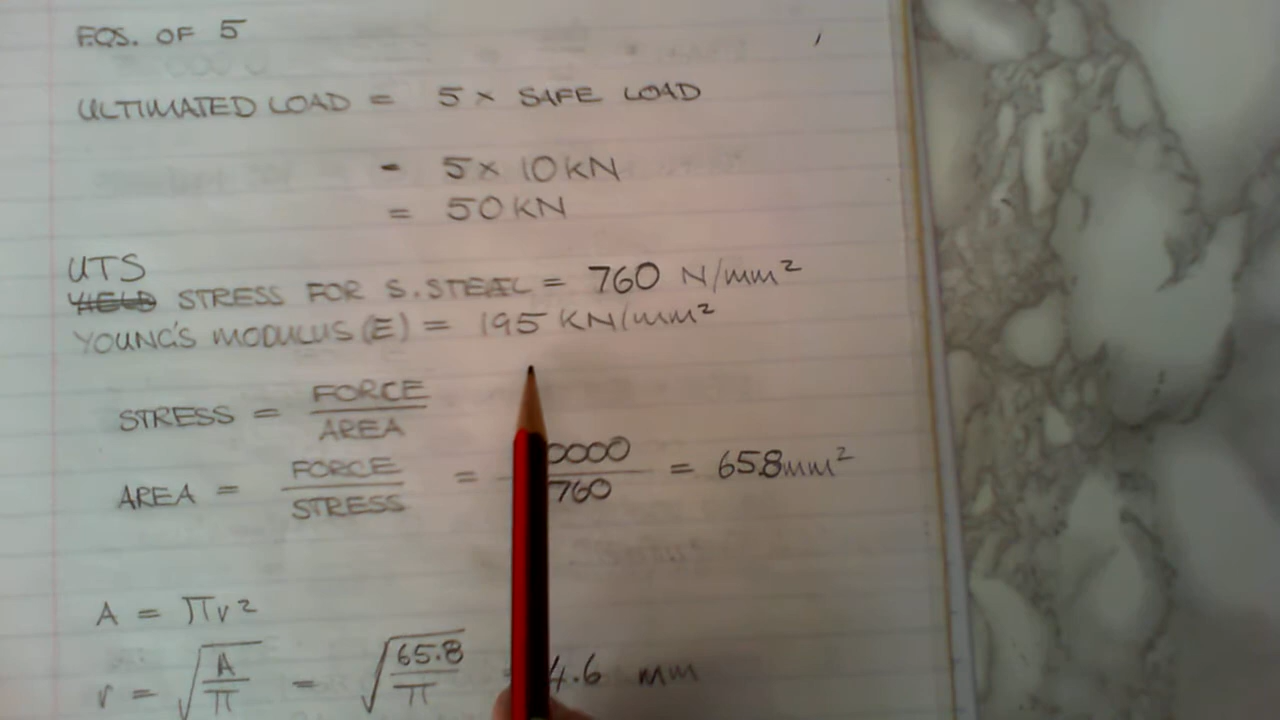 F.O.S. OF 5
ULTIMATED LOAD = 5 × SAFE LOAD
= 5 × 10 KN
= 50 KN
UTS
YIELD STRESS FOR S. STEEL = 760 N/mm²
YOUNG'S MODULUS (E) = 195 KN/mm²
STRESS = FORCE / AREA
AREA = FORCE / STRESS = 0000 / 760 = 65.8 mm²
A = πr²
r = √(A / π) = √(65.8 / π) 4.6 mm